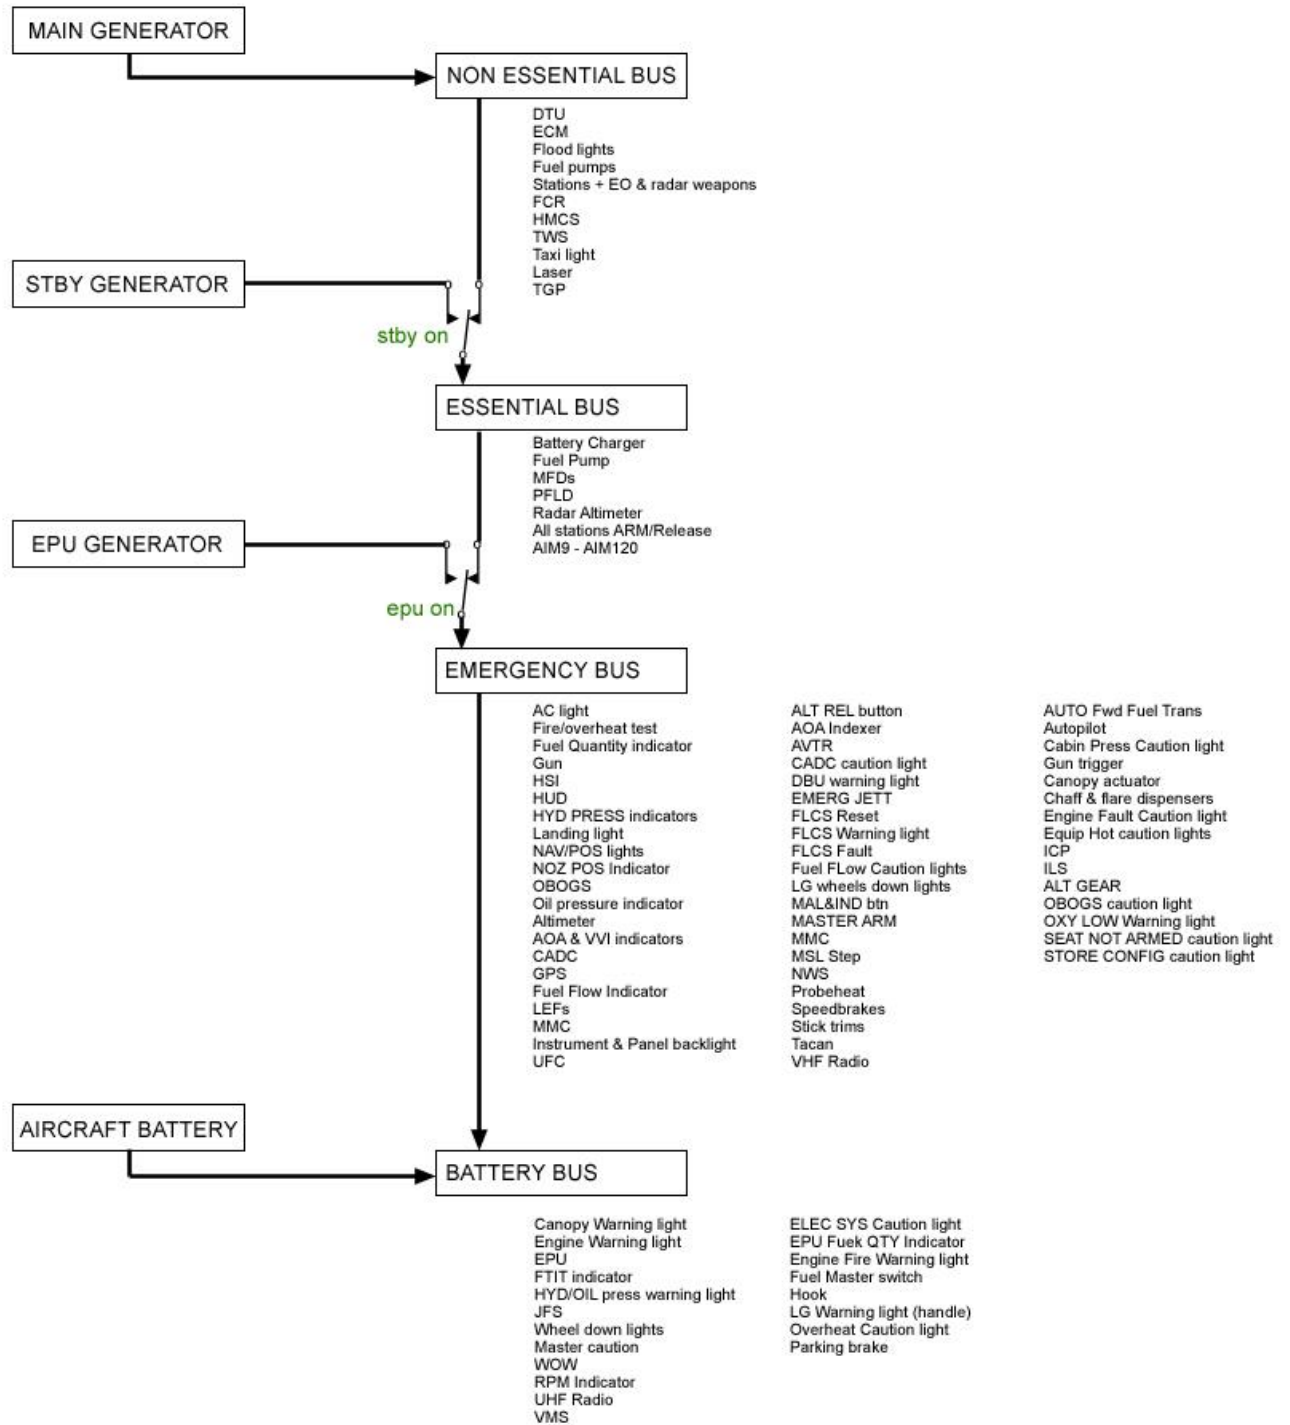 MAIN GENERATOR
NON ESSENTIAL BUS
DTU
ECM
Flood lights
Fuel pumps
Stations + EO & radar weapons
FCR
HMCS
TWS
Taxi light
Laser
TGP
STBY GENERATOR
stby on
ESSENTIAL BUS
Battery Charger
Fuel Pump
MFDs
PFLD
Radar Altimeter
All stations ARM/Release
AIM9 - AIM120
EPU GENERATOR
epu on
EMERGENCY BUS
AC light
Fire/overheat test
Fuel Quantity indicator
Gun
HSI
HUD
HYD PRESS indicators
Landing light
NAV/POS lights
NOZ POS Indicator
OBOGS
Oil pressure indicator
Altimeter
AOA & VVI indicators
CADC
GPS
Fuel Flow Indicator
LEFs
MMC
Instrument & Panel backlight
UFC
ALT REL button
AOA Indexer
AVTR
CADC caution light
DBU warning light
EMERG JETT
FLCS Reset
FLCS Warning light
FLCS Fault
Fuel FLow Caution lights
LG wheels down lights
MAL&IND btn
MASTER ARM
MMC
MSL Step
NWS
Probeheat
Speedbrakes
Stick trims
Tacan
VHF Radio
AUTO Fwd Fuel Trans
Autopilot
Cabin Press Caution light
Gun trigger
Canopy actuator
Chaff & flare dispensers
Engine Fault Caution light
Equip Hot caution lights
ICP
ILS
ALT GEAR
OBOGS caution light
OXY LOW Warning light
SEAT NOT ARMED caution light
STORE CONFIG caution light
AIRCRAFT BATTERY
BATTERY BUS
Canopy Warning light
Engine Warning light
EPU
FTIT indicator
HYD/OIL press warning light
JFS
Wheel down lights
Master caution
WOW
RPM Indicator
UHF Radio
VMS
ELEC SYS Caution light
EPU Fuek QTY Indicator
Engine Fire Warning light
Fuel Master switch
Hook
LG Warning light (handle)
Overheat Caution light
Parking brake